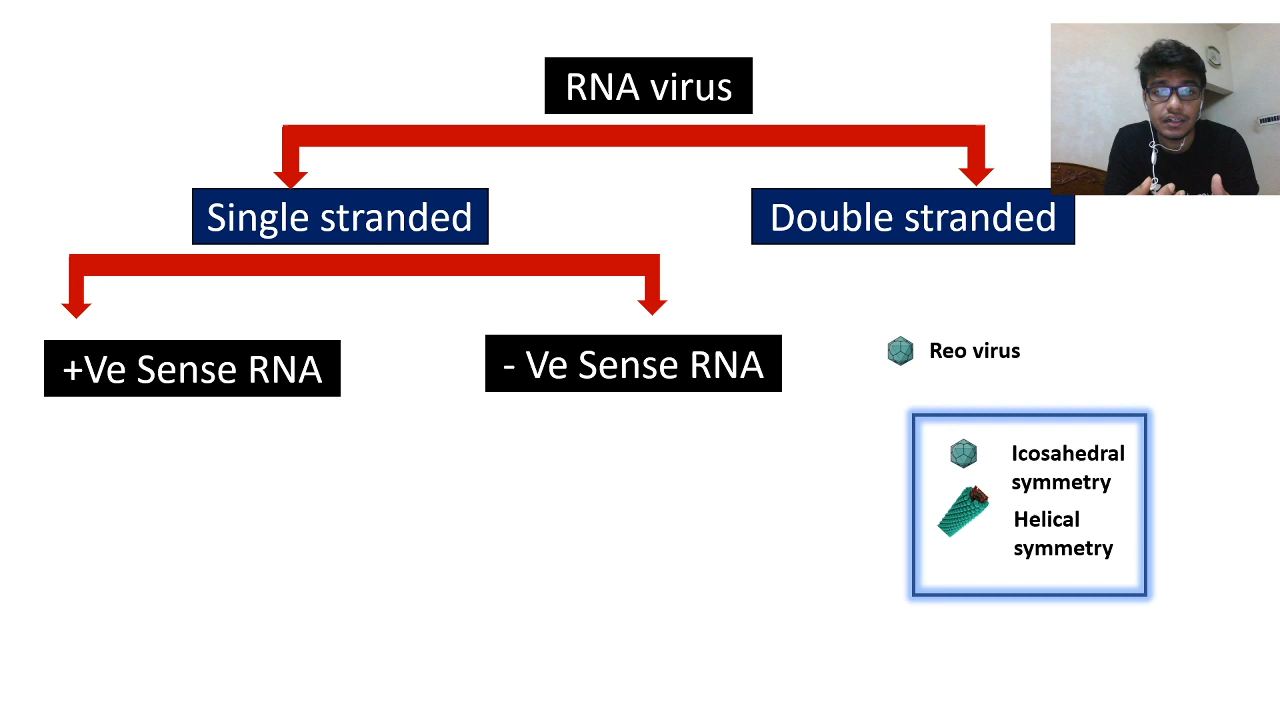 RNA virus
Single stranded
Double stranded
+Ve Sense RNA
- Ve Sense RNA
Reo virus
Icosahedral
symmetry
Helical
symmetry